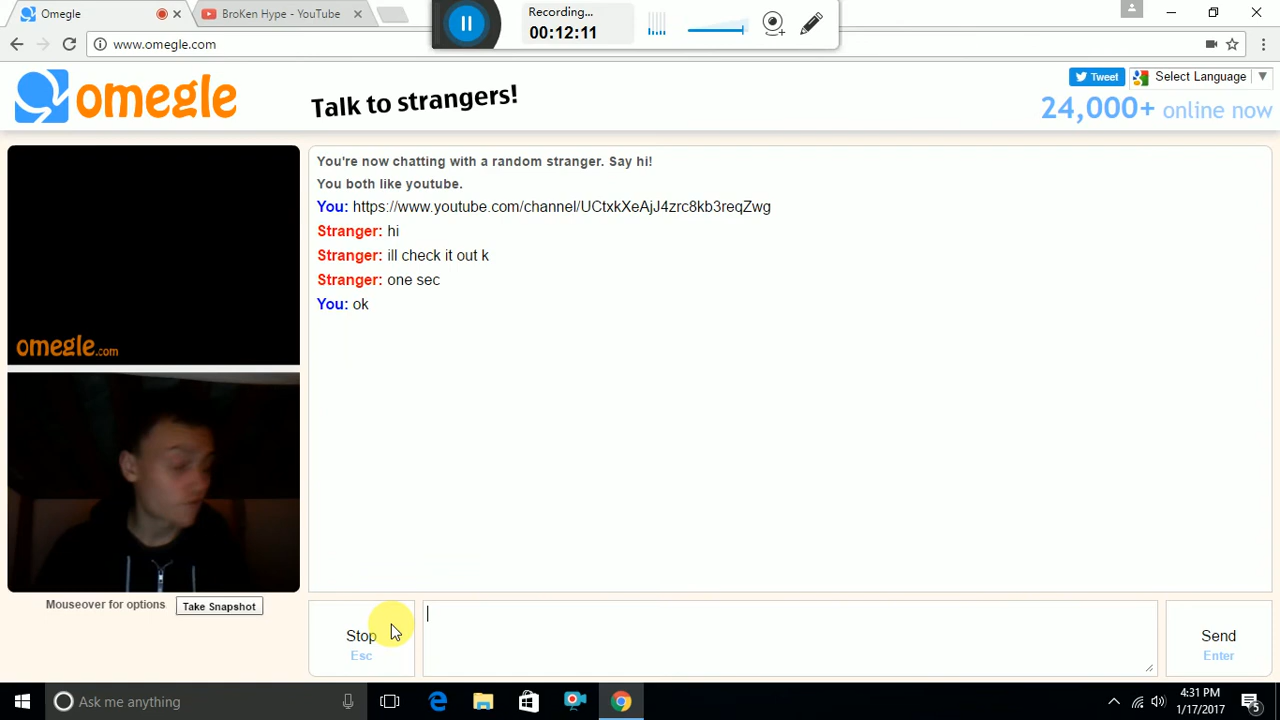 Omegle
BroKen Hype - YouTube
Recording...
00:12:11
www.omegle.com
omegle
Talk to strangers!
Tweet
Select Language
24,000+ online now
You're now chatting with a random stranger. Say hi!
You both like youtube.
You: https://www.youtube.com/channel/UCtxkXeAjJ4zrc8kb3reqZwg
Stranger: hi
Stranger: ill check it out k
Stranger: one sec
You: ok
omegle.com
Mouseover for options
Take Snapshot
Stop
Esc
Send
Enter
Ask me anything
4:31 PM
1/17/2017
5